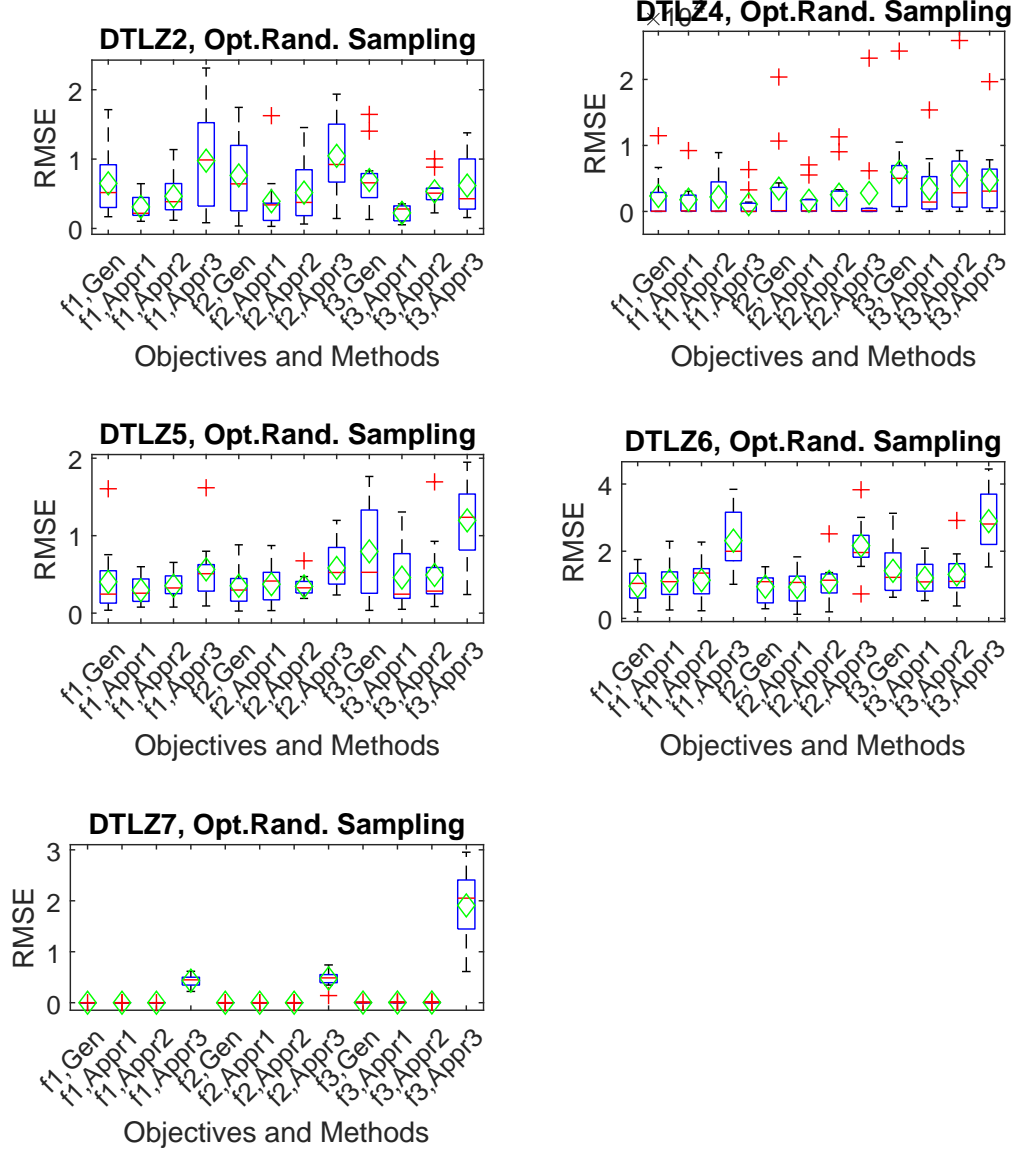 DTLZ2, Opt.Rand. Sampling
RMSE
2
1
0
f1, Gen
f1,Appr1
f1,Appr2
f1,Appr3
f2, Gen
f2,Appr1
f2,Appr2
f2,Appr3
f3, Gen
f3,Appr1
f3,Appr2
f3,Appr3
Objectives and Methods
DTLZ4, Opt.Rand. Sampling
RMSE
2
1
0
f1, Gen
f1,Appr1
f1,Appr2
f1,Appr3
f2, Gen
f2,Appr1
f2,Appr2
f2,Appr3
f3, Gen
f3,Appr1
f3,Appr2
f3,Appr3
Objectives and Methods
DTLZ5, Opt.Rand. Sampling
RMSE
2
1
0
f1, Gen
f1,Appr1
f1,Appr2
f1,Appr3
f2, Gen
f2,Appr1
f2,Appr2
f2,Appr3
f3, Gen
f3,Appr1
f3,Appr2
f3,Appr3
Objectives and Methods
DTLZ6, Opt.Rand. Sampling
RMSE
4
2
0
f1, Gen
f1,Appr1
f1,Appr2
f1,Appr3
f2, Gen
f2,Appr1
f2,Appr2
f2,Appr3
f3, Gen
f3,Appr1
f3,Appr2
f3,Appr3
Objectives and Methods
DTLZ7, Opt.Rand. Sampling
RMSE
3
2
1
0
f1, Gen
f1,Appr1
f1,Appr2
f1,Appr3
f2, Gen
f2,Appr1
f2,Appr2
f2,Appr3
f3, Gen
f3,Appr1
f3,Appr2
f3,Appr3
Objectives and Methods